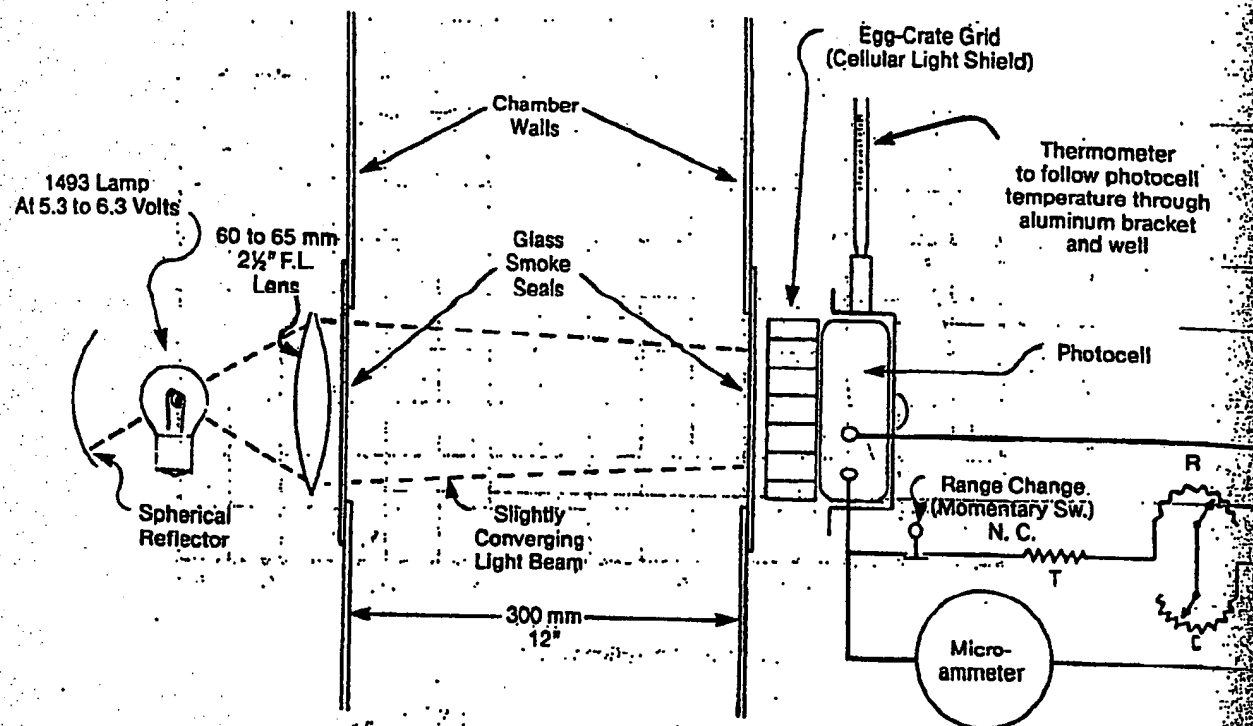 Egg-Crate Grid
(Cellular Light Shield)
Chamber
Walls
Thermometer
to follow photocell
temperature through
aluminum bracket
and well
1493 Lamp
At 5.3 to 6.3 Volts
60 to 65 mm
2½" F.L.
Lens
Glass
Smoke
Seals
Photocell
Spherical
Reflector
Slightly
Converging
Light Beam
Range Change
(Momentary Sw.)
N. C.
R
T
C
300 mm
12"
Micro-
ammeter